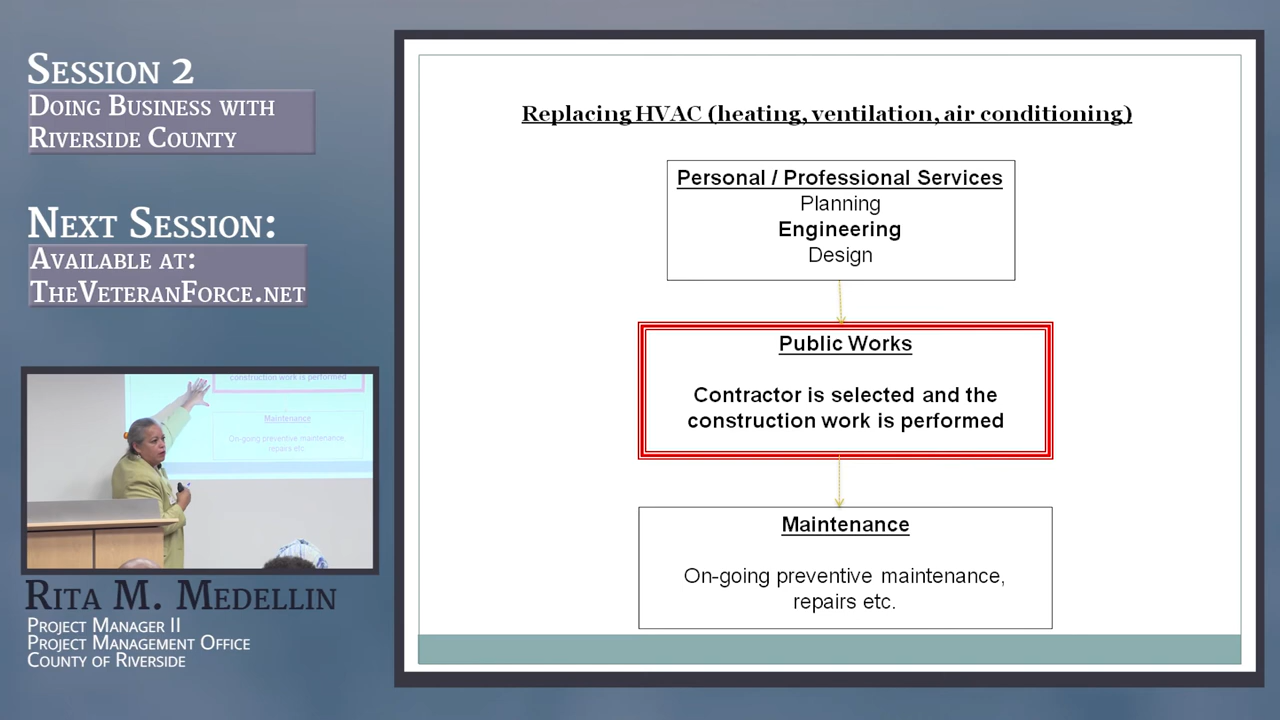 Session 2
Doing Business with
Riverside County
Next Session:
Available at:
TheVeteranForce.net
construction work is performed
Maintenance
On-going preventive maintenance,
repairs etc.
Rita M. Medellin
Project Manager II
Project Management Office
County of Riverside
Replacing HVAC (heating, ventilation, air conditioning)
Personal / Professional Services
Planning
Engineering
Design
Public Works
Contractor is selected and the
construction work is performed
Maintenance
On-going preventive maintenance,
repairs etc.